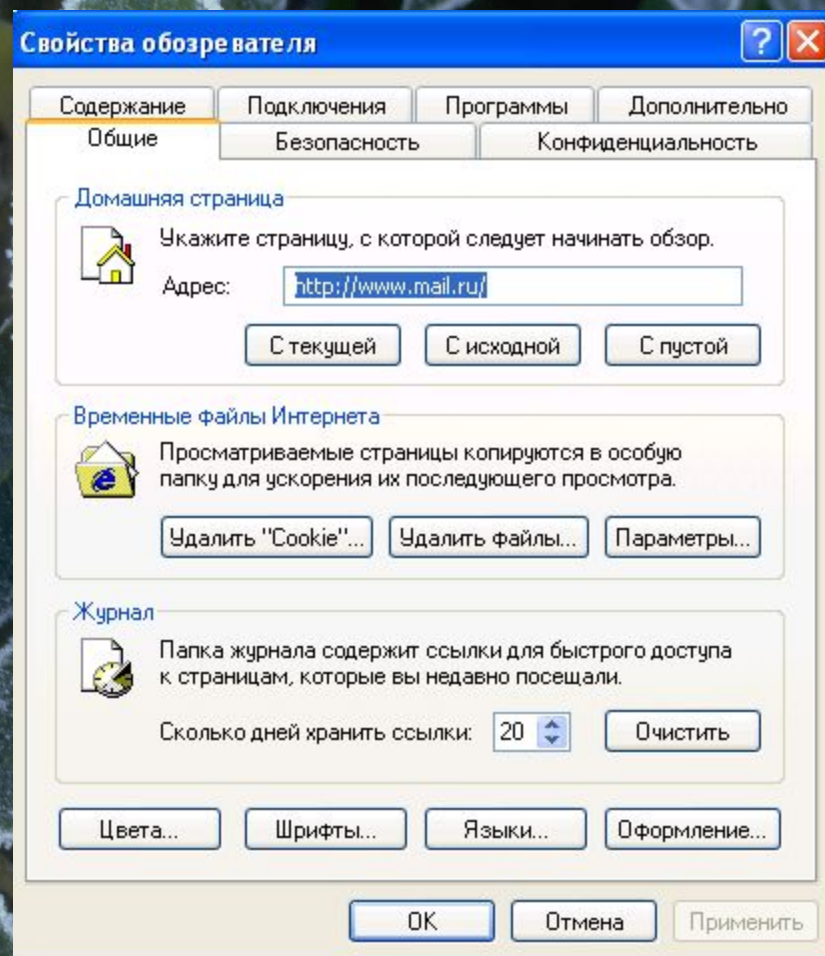 Свойства обозревателя
Содержание Подключения Программы Дополнительно
Общие Безопасность Конфиденциальность
Домашняя страница
Укажите страницу, с которой следует начинать обзор.
Адрес: http://www.mail.ru/
С текущей С исходной С пустой
Временные файлы Интернета
Просматриваемые страницы копируются в особую
папку для ускорения их последующего просмотра.
Удалить "Cookie"... Удалить файлы... Параметры...
Журнал
Папка журнала содержит ссылки для быстрого доступа
к страницам, которые вы недавно посещали.
Сколько дней хранить ссылки: 20 Очистить
Цвета... Шрифты... Языки... Оформление...
OK Отмена Применить